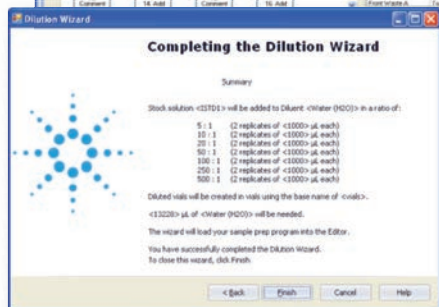 Comment 14. Add Comment 16. Add Front Waste A
Dilution Wizard
Completing the Dilution Wizard
Summary
Stock solution <ISTD1> will be added to Diluent <Water (H2O)> in a ratio of:
5 : 1 (2 replicates of <1000> µL each)
10 : 1 (2 replicates of <1000> µL each)
20 : 1 (2 replicates of <1000> µL each)
50 : 1 (2 replicates of <1000> µL each)
100 : 1 (2 replicates of <1000> µL each)
250 : 1 (2 replicates of <1000> µL each)
500 : 1 (2 replicates of <1000> µL each)
Diluted vials will be created in vials using the base name of <vials>.
<13228> µL of <Water (H2O)> will be needed.
The wizard will load your sample prep program into the Editor.
You have successfully completed the Dilution Wizard.
To close this wizard, click Finish.
< Back Finish Cancel Help